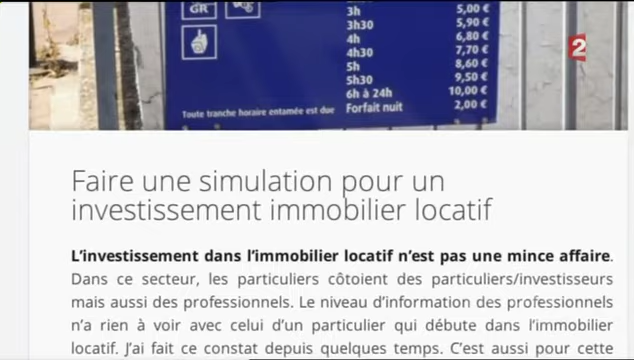 GR
3h 5,00 €
3h30 5,90 €
4h 6,80 €
4h30 7,70 €
5h 8,60 €
5h30 9,50 €
6h à 24h 10,00 €
Toute tranche horaire entamée est due Forfait nuit 2,00 €
2
Faire une simulation pour un
investissement immobilier locatif
L'investissement dans l'immobilier locatif n'est pas une mince affaire.
Dans ce secteur, les particuliers côtoient des particuliers/investisseurs
mais aussi des professionnels. Le niveau d'information des professionnels
n'a rien à voir avec celui d'un particulier qui débute dans l'immobilier
locatif. J'ai fait ce constat depuis quelques temps. C'est aussi pour cette